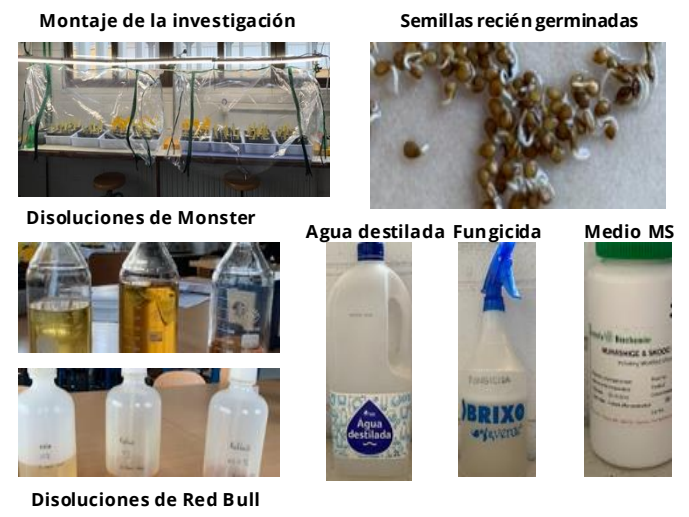 Montaje de la investigación
Semillas recién germinadas
Disoluciones de Monster
Agua destilada
Fungicida
Medio MS
FUNGICIDA
BRIXO
verde
Agua
destilada
Biochemie
MURASHIGE & SKOOG
Disoluciones de Red Bull